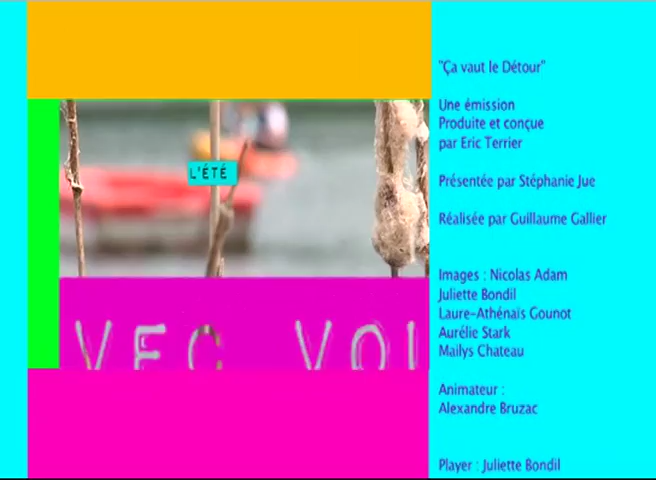 L'ÉTÉ
VEC VOU
"Ça vaut le Détour"
Une émission
Produite et conçue
par Eric Terrier
Présentée par Stéphanie Jue
Réalisée par Guillaume Gallier
Images : Nicolas Adam
Juliette Bondil
Laure-Athénaïs Gounot
Aurélie Stark
Mailys Chateau
Animateur :
Alexandre Bruzac
Player : Juliette Bondil